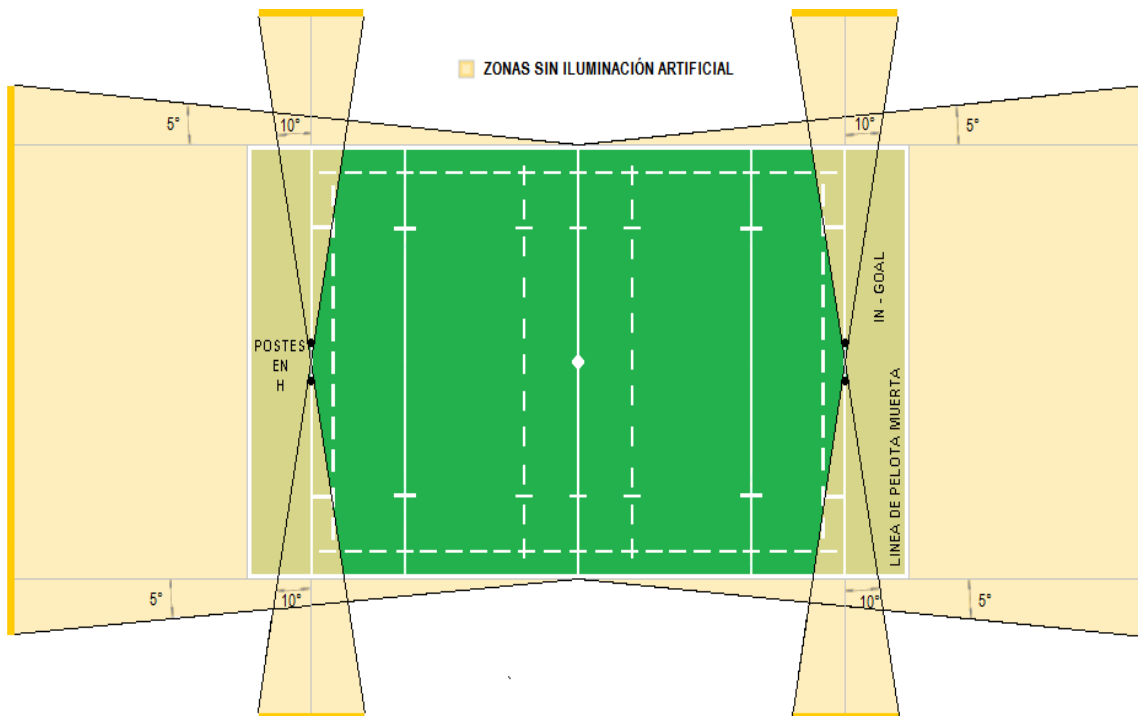 ZONAS SIN ILUMINACIÓN ARTIFICIAL
5°
10°
10°
5°
POSTES
EN
H
IN - GOAL
LINEA DE PELOTA MUERTA
5°
10°
10°
5°